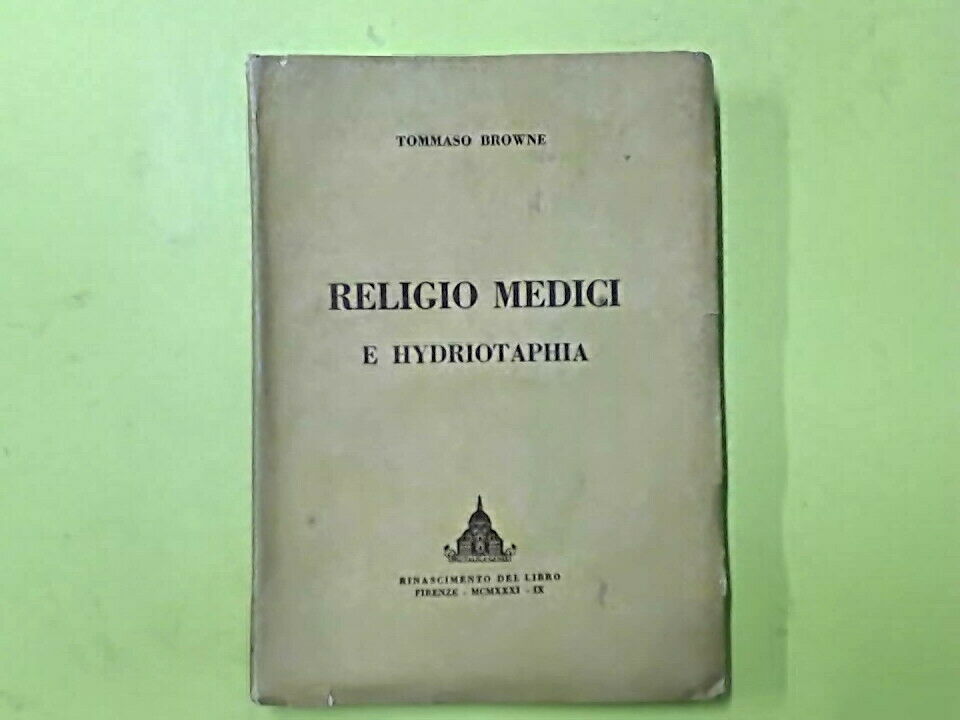 TOMMASO BROWNE
RELIGIO MEDICI
E HYDRIOTAPHIA
RINASCIMENTO DEL LIBRO
FIRENZE - MCMXXXI - IX